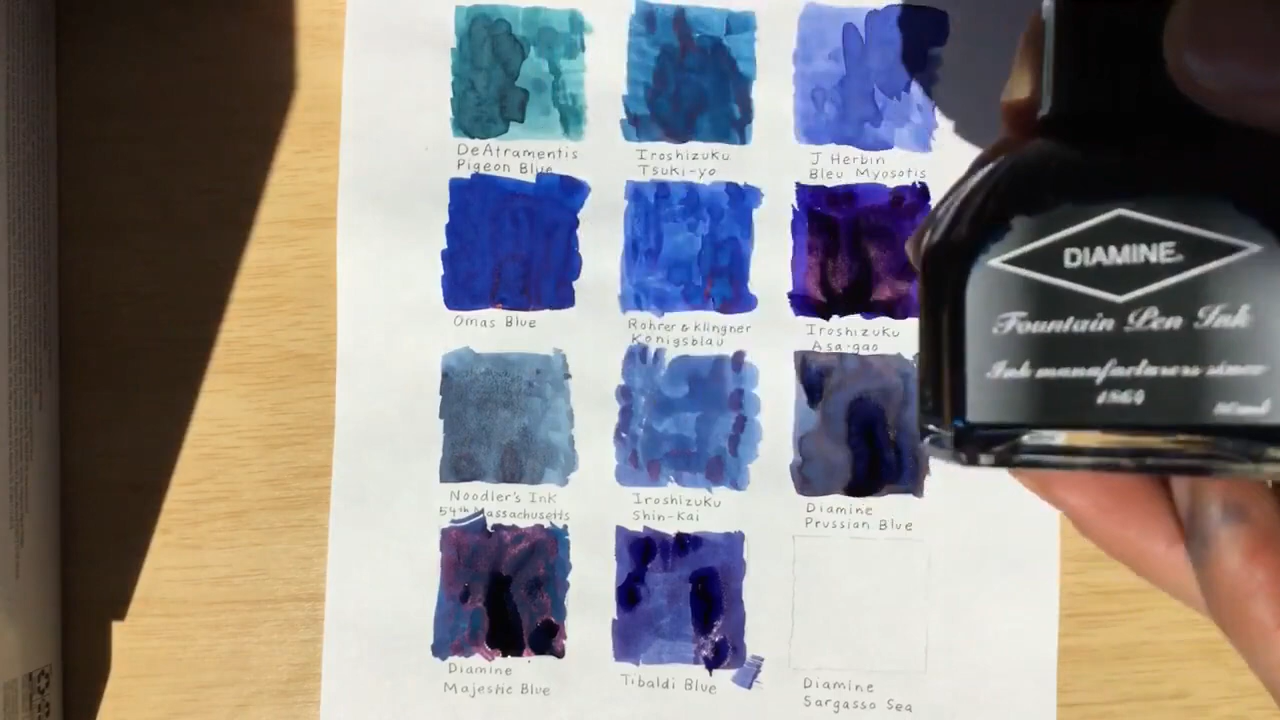 DeAtramentis
Pigeon Blue
Iroshizuku
Tsuki-yo
J Herbin
Bleu Myosotis
Omas Blue
Rohrer & Klingner
Konigsblau
Iroshizuku
Asa-gao
Noodler's Ink
54th Massachusetts
Iroshizuku
Shin-Kai
Diamine
Prussian Blue
Diamine
Majestic Blue
Tibaldi Blue
Diamine
Sargasso Sea
DIAMINE
Fountain Pen Ink
Ink manufacturers since
1864